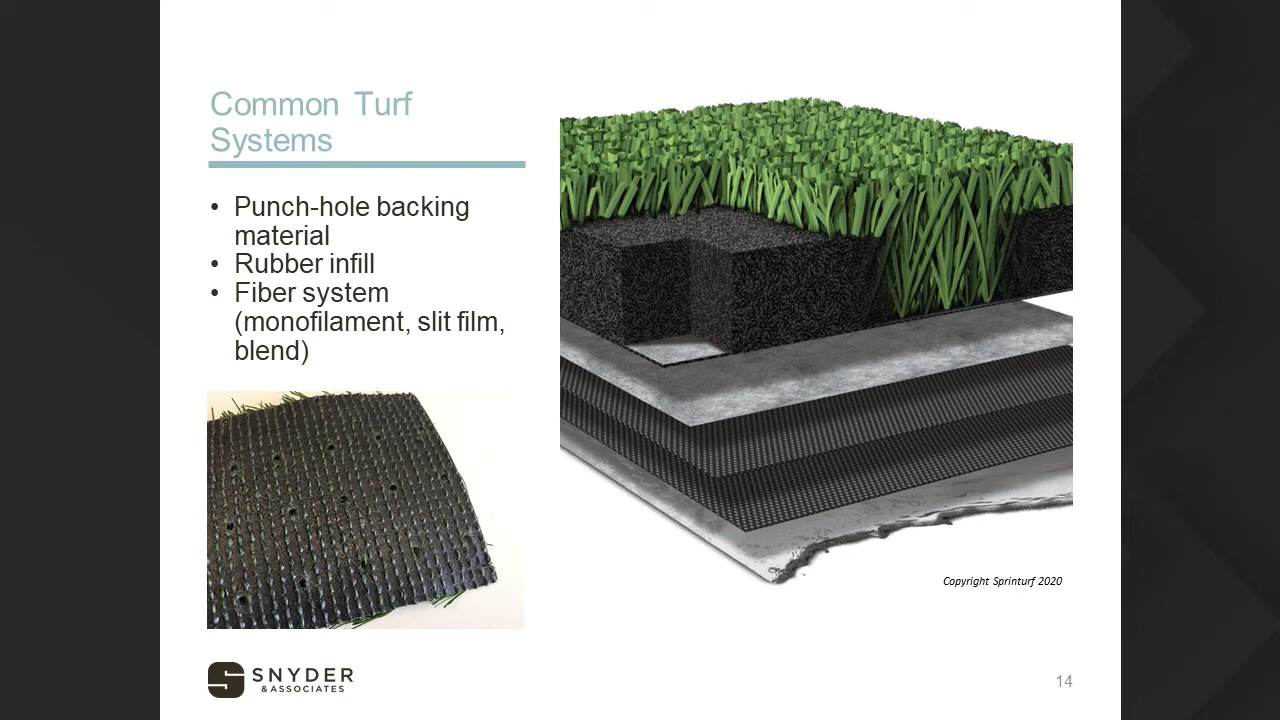 Common Turf
Systems
• Punch-hole backing
material
• Rubber infill
• Fiber system
(monofilament, slit film,
blend)
Copyright Sprinturf 2020
SNYDER
& ASSOCIATES
14